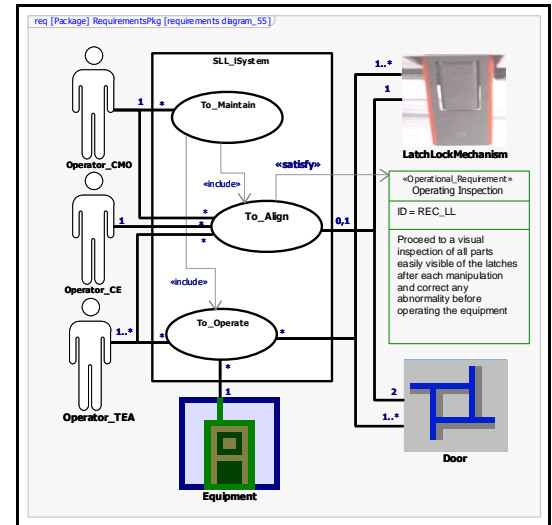 req [Package] RequirementsPkg [requirements diagram_55]
SLL_lSystem
To_Maintain
To_Align
To_Operate
Operator_CMO
Operator_CE
Operator_TEA
1
*
*
1
*
*
1..*
*
*
*
1
«include»
«include»
«satisfy»
0,1
1..*
1
2
1..*
LatchLockMechanism
«Operational_Requirement»
Operating Inspection
ID = REC_LL
Proceed to a visual
inspection of all parts
easily visible of the latches
after each manipulation
and correct any
abnormality before
operating the equipment
Door
Equipment